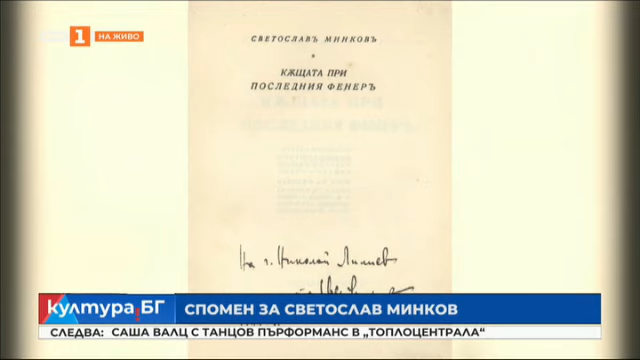 1 НА ЖИВО
СВЕТОСЛАВЪ МИНКОВЪ
КѪЩАТА ПРИ
ПОСЛЕДНИЯ ФЕНЕРЪ
На г. Николай Лилиев
Култура.БГ
СПОМЕН ЗА СВЕТОСЛАВ МИНКОВ
СЛЕДВА: САША ВАЛЦ С ТАНЦОВ ПЪРФОРМАНС В „ТОПЛОЦЕНТРАЛА“